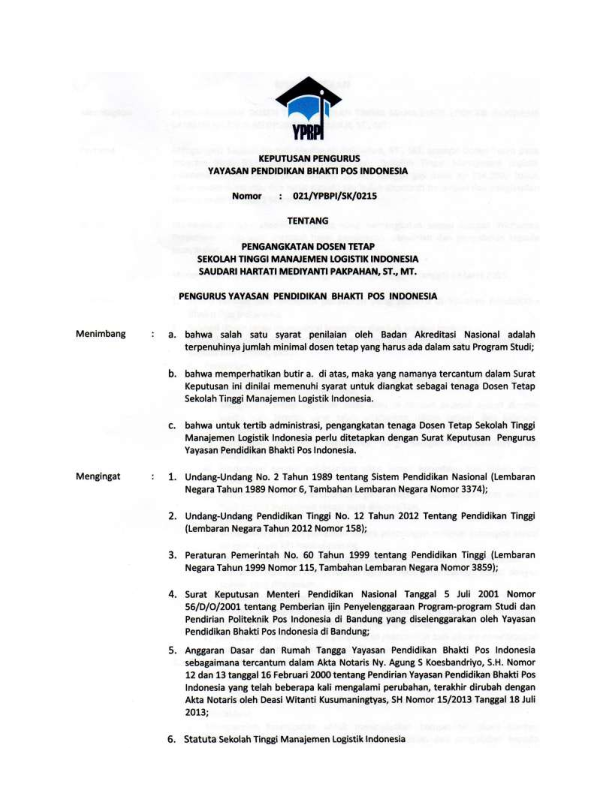 YPBPI
KEPUTUSAN PENGURUS
YAYASAN PENDIDIKAN BHAKTI POS INDONESIA
Nomor : 021/YPBPI/SK/0215
TENTANG
PENGANGKATAN DOSEN TETAP
SEKOLAH TINGGI MANAJEMEN LOGISTIK INDONESIA
SAUDARI HARTATI MEDIYANTI PAKPAHAN, ST., MT.
PENGURUS YAYASAN PENDIDIKAN BHAKTI POS INDONESIA
Menimbang : a. bahwa salah satu syarat penilaian oleh Badan Akreditasi Nasional adalah
terpenuhinya jumlah minimal dosen tetap yang harus ada dalam satu Program Studi;
b. bahwa memperhatikan butir a. di atas, maka yang namanya tercantum dalam Surat
Keputusan ini dinilai memenuhi syarat untuk diangkat sebagai tenaga Dosen Tetap
Sekolah Tinggi Manajemen Logistik Indonesia.
c. bahwa untuk tertib administrasi, pengangkatan tenaga Dosen Tetap Sekolah Tinggi
Manajemen Logistik Indonesia perlu ditetapkan dengan Surat Keputusan Pengurus
Yayasan Pendidikan Bhakti Pos Indonesia.
Mengingat : 1. Undang-Undang No. 2 Tahun 1989 tentang Sistem Pendidikan Nasional (Lembaran
Negara Tahun 1989 Nomor 6, Tambahan Lembaran Negara Nomor 3374);
2. Undang-Undang Pendidikan Tinggi No. 12 Tahun 2012 Tentang Pendidikan Tinggi
(Lembaran Negara Tahun 2012 Nomor 158);
3. Peraturan Pemerintah No. 60 Tahun 1999 tentang Pendidikan Tinggi (Lembaran
Negara Tahun 1999 Nomor 115, Tambahan Lembaran Negara Nomor 3859);
4. Surat Keputusan Menteri Pendidikan Nasional Tanggal 5 Juli 2001 Nomor
56/D/O/2001 tentang Pemberian ijin Penyelenggaraan Program-program Studi dan
Pendirian Politeknik Pos Indonesia di Bandung yang diselenggarakan oleh Yayasan
Pendidikan Bhakti Pos Indonesia di Bandung;
5. Anggaran Dasar dan Rumah Tangga Yayasan Pendidikan Bhakti Pos Indonesia
sebagaimana tercantum dalam Akta Notaris Ny. Agung S Koesbandriyo, S.H. Nomor
12 dan 13 tanggal 16 Februari 2000 tentang Pendirian Yayasan Pendidikan Bhakti Pos
Indonesia yang telah beberapa kali mengalami perubahan, terakhir dirubah dengan
Akta Notaris oleh Deasi Witanti Kusumaningtyas, SH Nomor 15/2013 Tanggal 18 Juli
2013;
6. Statuta Sekolah Tinggi Manajemen Logistik Indonesia